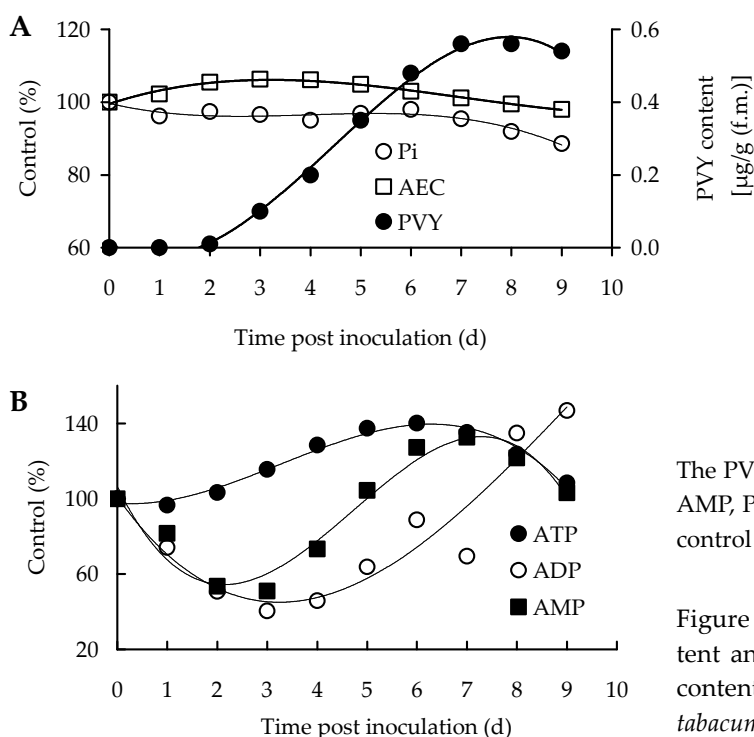 A
120
100
80
60
Control (%)
0.6
0.4
0.2
0.0
PVY content
[µg/g (f.m.)]
Pi
AEC
PVY
0 1 2 3 4 5 6 7 8 9 10
Time post inoculation (d)
B
140
100
60
20
Control (%)
ATP
ADP
AMP
0 1 2 3 4 5 6 7 8 9 10
Time post inoculation (d)
The PV
AMP, P
control
Figure
tent an
content
tabacum